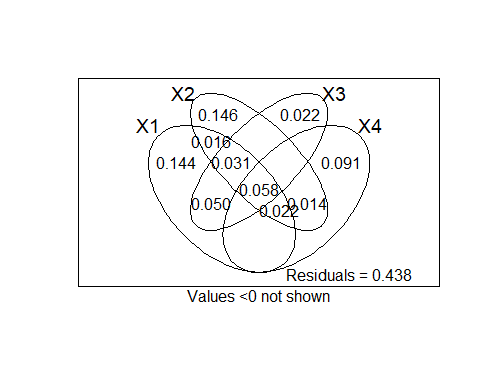 X2 X3
0.146 0.022
X1 X4
0.016
0.144 0.031 0.091
0.058
0.050 0.014
0.022
Residuals = 0.438
Values <0 not shown